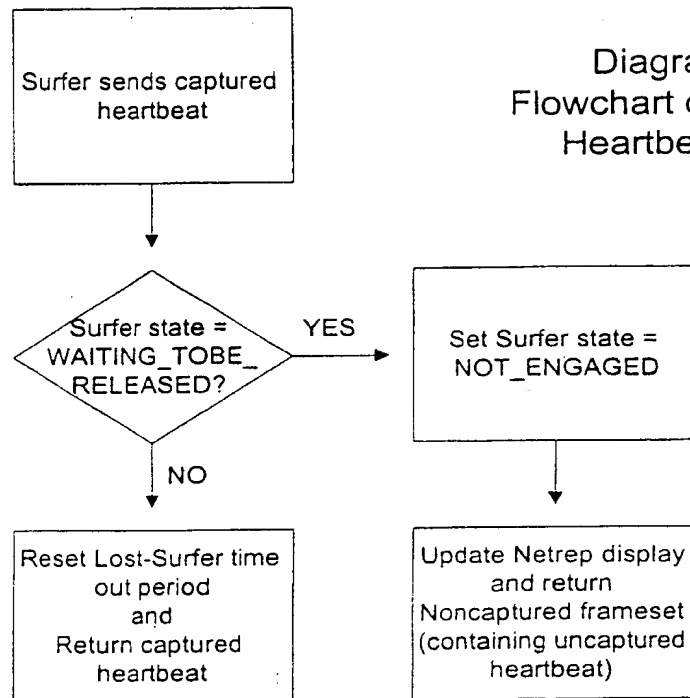 Surfer sends captured
heartbeat
Diagra
Flowchart
Heartbe
Surfer state =
WAITING_TOBE_
RELEASED?
YES
Set Surfer state =
NOT_ENGAGED
NO
Reset Lost-Surfer time
out period
and
Return captured
heartbeat
Update Netrep display
and return
Noncaptured frameset
(containing uncaptured
heartbeat)